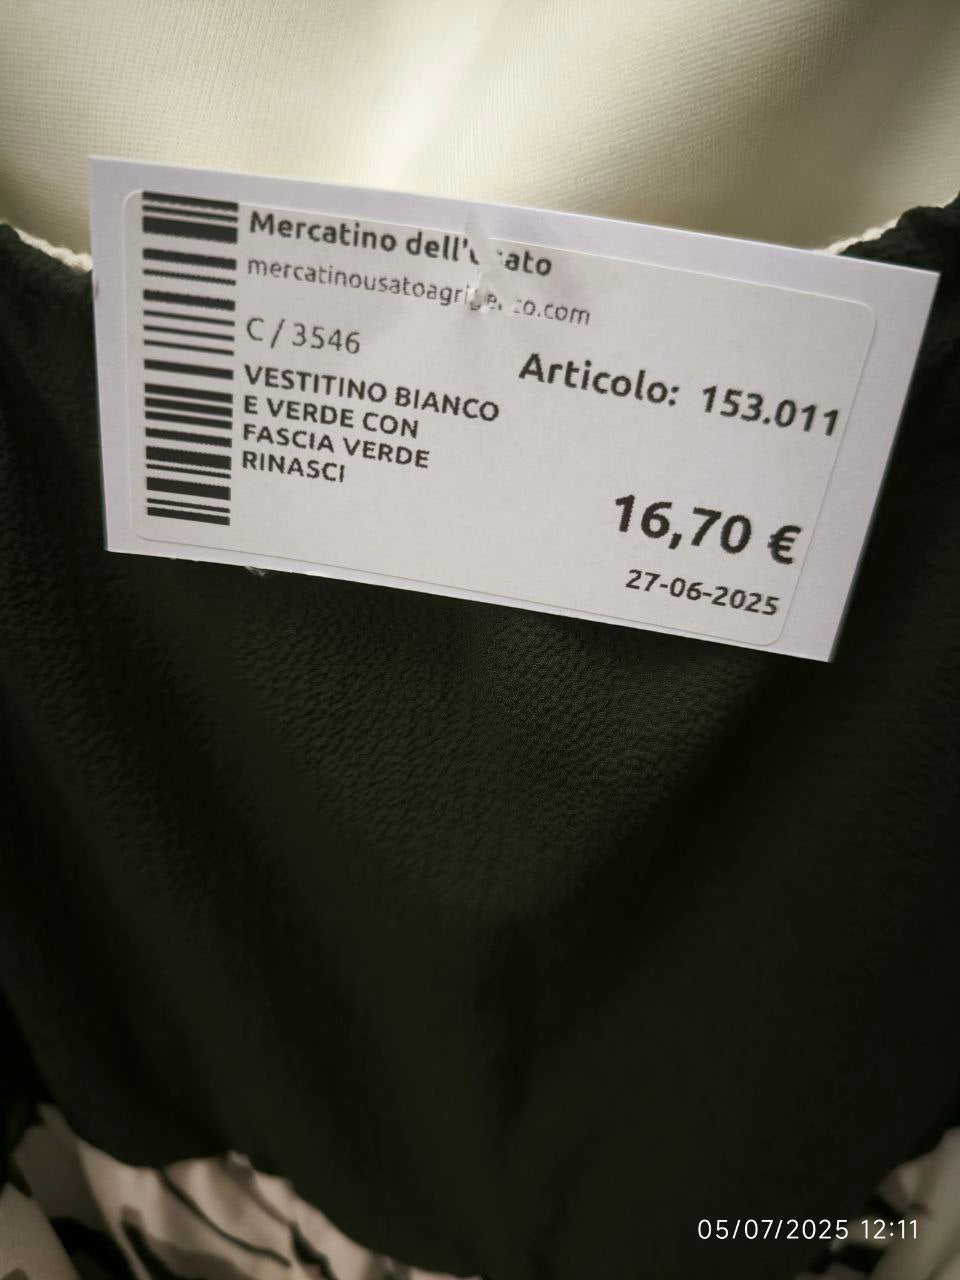 Mercatino dell'
C / 3546
Articolo: 153.011
VESTITINO BIANCO
E VERDE CON
FASCIA VERDE
RINASCI
16,70 €
27-06-2025
05/07/2025 12:11